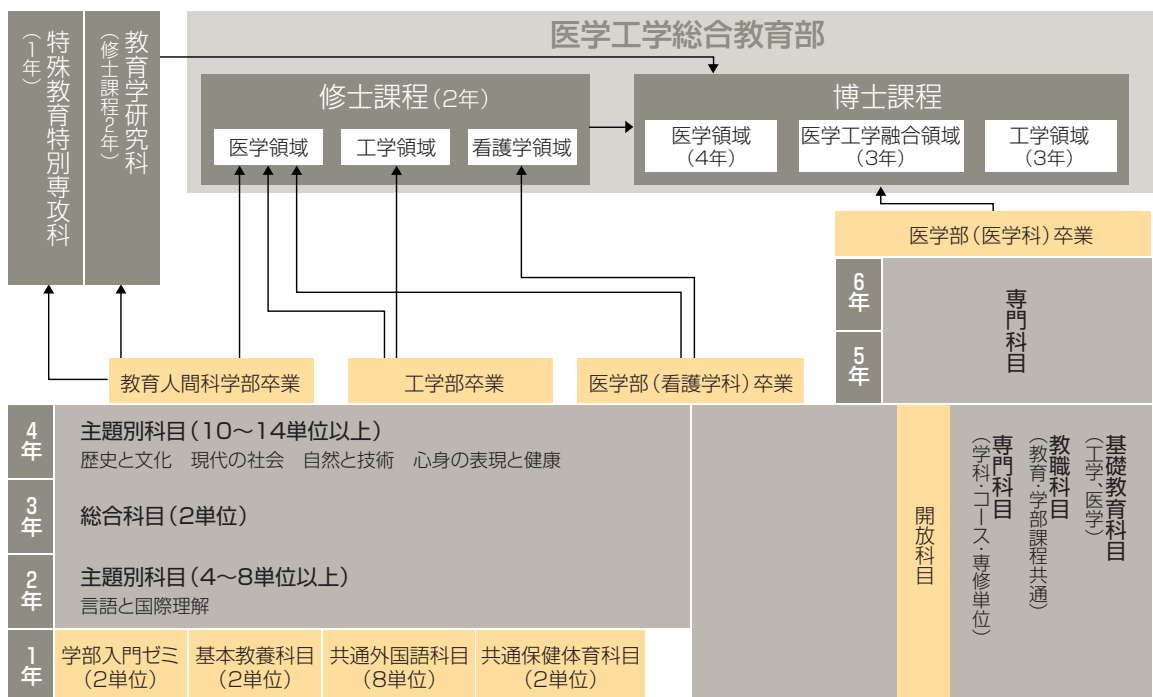 特殊教育特別専攻科
（1年）
教育学研究科
（修士課程2年）
医学工学総合教育部
修士課程（2年）
医学領域
工学領域
看護学領域
博士課程
医学領域
（4年）
医学工学融合領域
（3年）
工学領域
（3年）
医学部（医学科）卒業
6年
5年
専門科目
教育人間科学部卒業
工学部卒業
医学部（看護学科）卒業
4年
主題別科目（10〜14単位以上）
歴史と文化　現代の社会　自然と技術　心身の表現と健康
3年
総合科目（2単位）
2年
主題別科目（4〜8単位以上）
言語と国際理解
1年
学部入門ゼミ
（2単位）
基本教養科目
（2単位）
共通外国語科目
（8単位）
共通保健体育科目
（2単位）
開放科目
基礎教育科目
（工学、医学）
教職科目
（教育・学部課程共通）
専門科目
（学科・コース・専修単位）